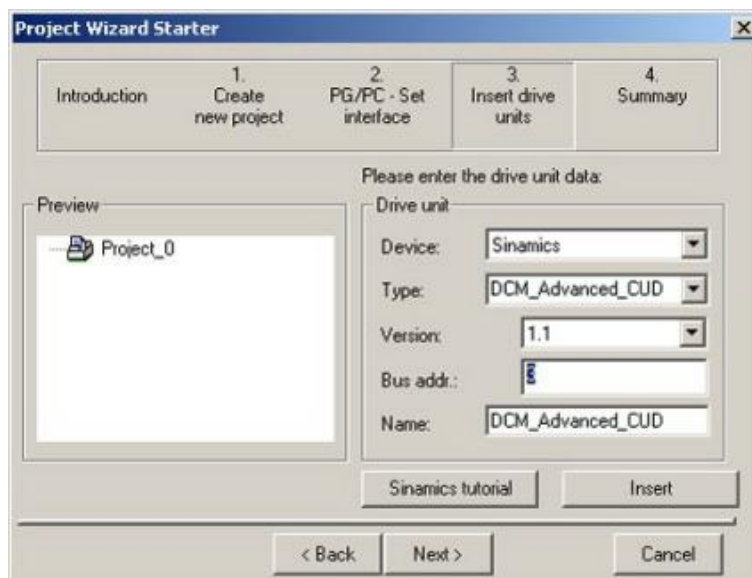 Project Wizard Starter
Introduction
1.
Create
new project
2.
PG/PC - Set
interface
3.
Insert drive
units
4.
Summary
Please enter the drive unit data:
Preview
Project_0
Drive unit
Device: Sinamics
Type: DCM_Advanced_CUD
Version: 1.1
Bus addr.:
Name: DCM_Advanced_CUD
Sinamics tutorial
Insert
< Back
Next >
Cancel